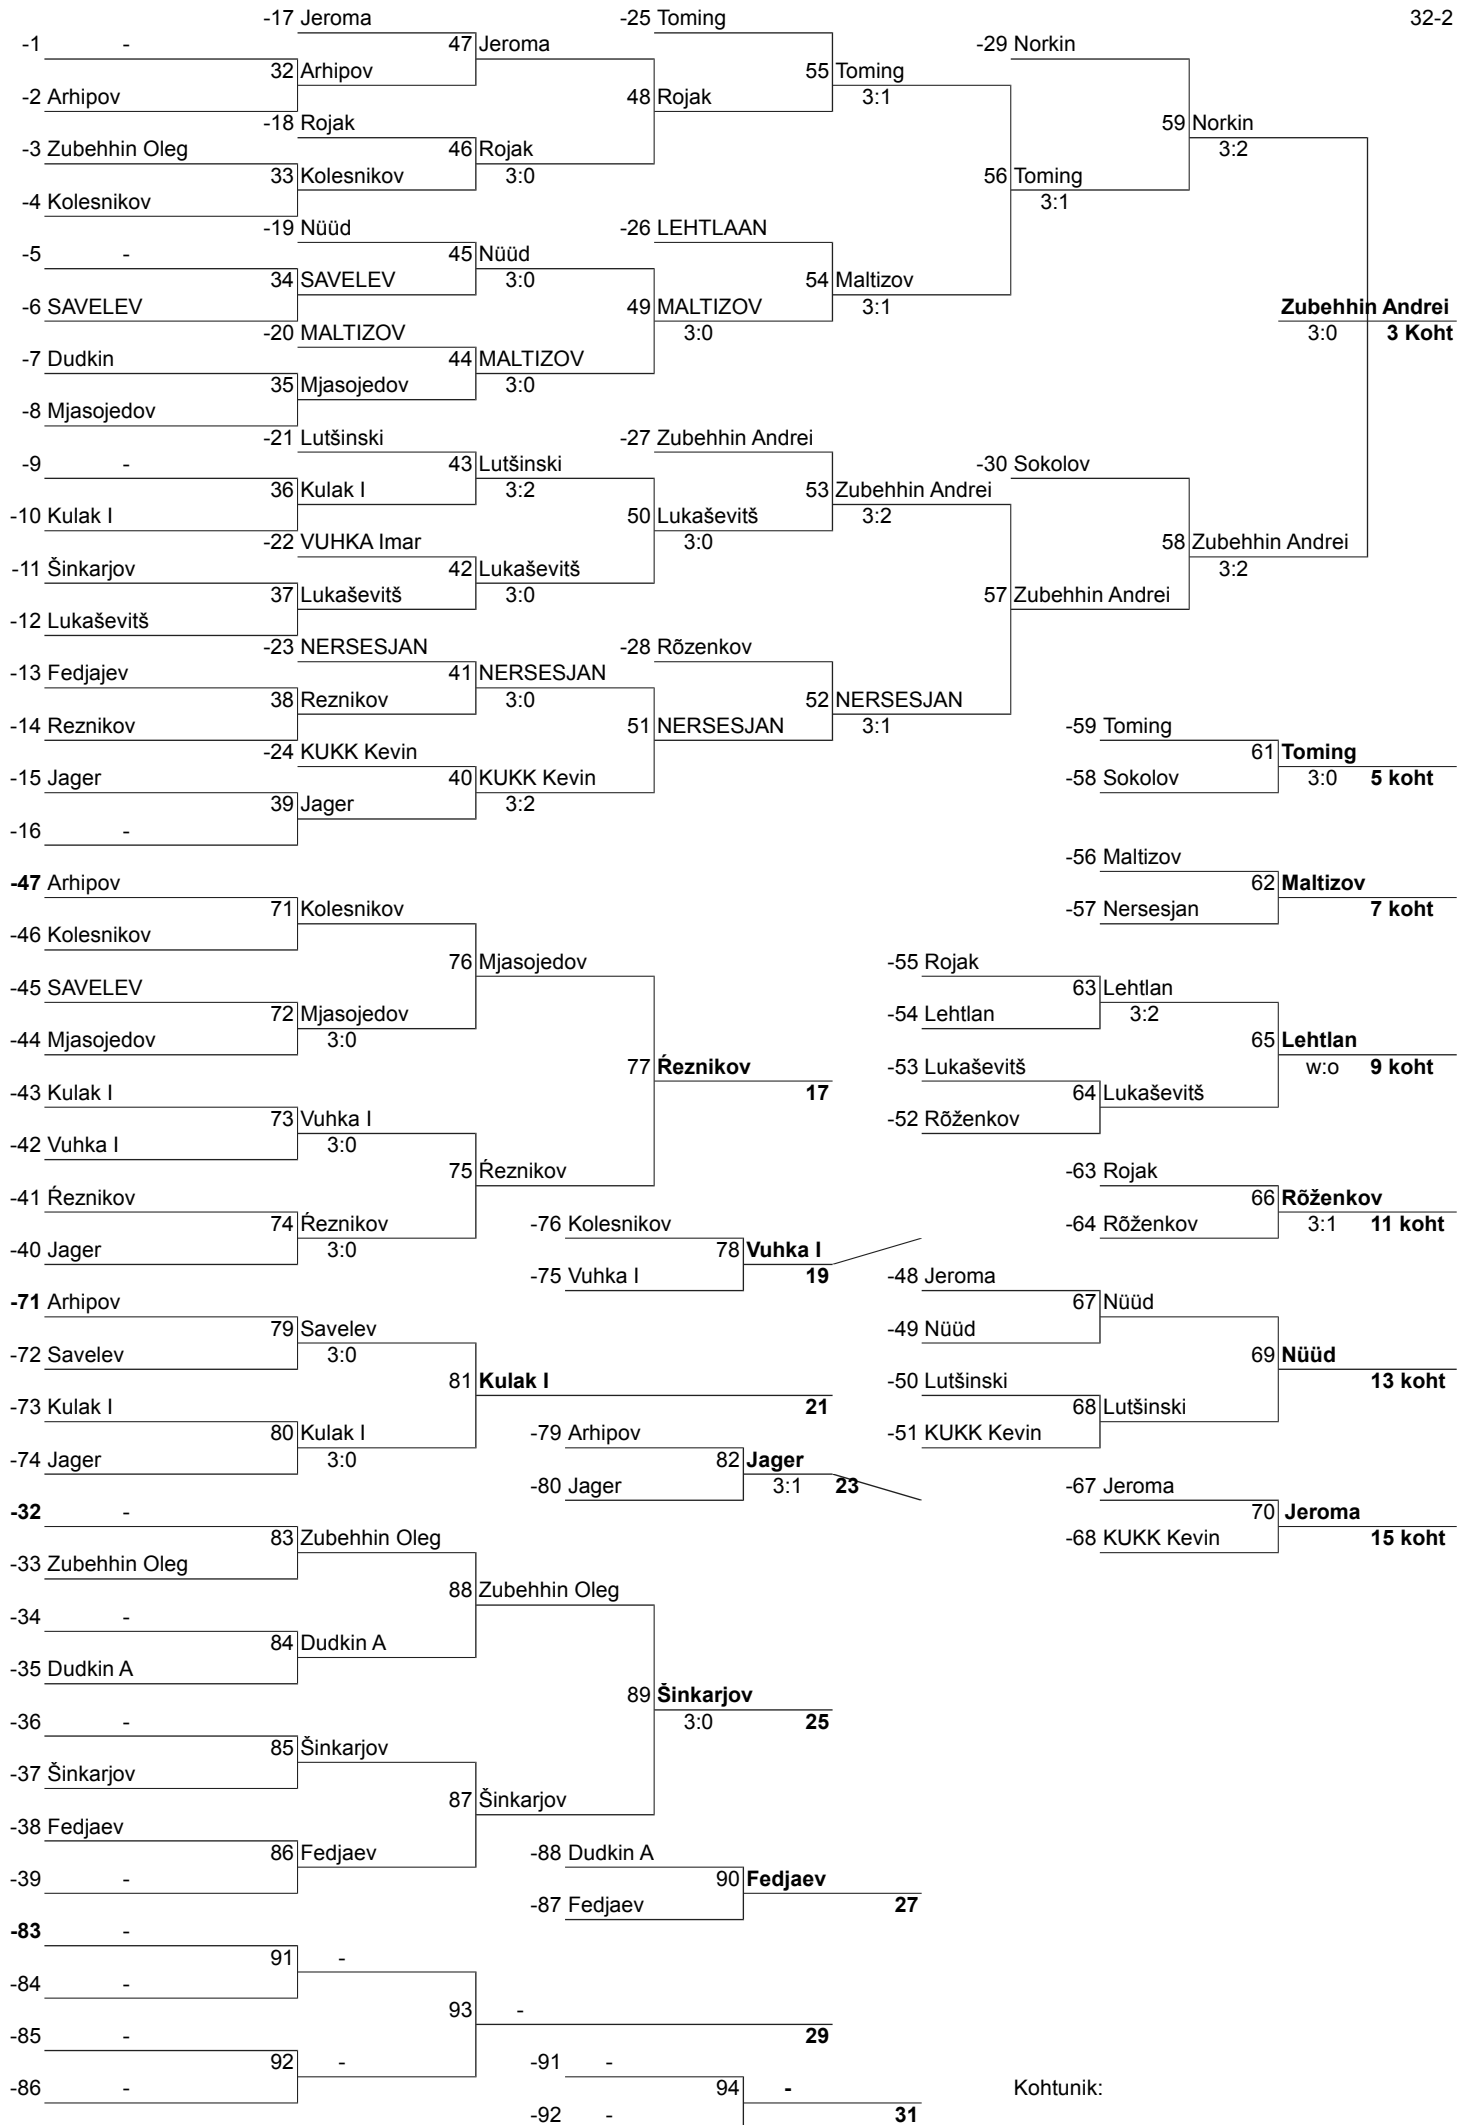 -17 Jeroma -25 Toming 32-2
-1 - 47 Jeroma -29 Norkin
32 Arhipov 55 Toming
-2 Arhipov 48 Rojak 3:1
-18 Rojak 59 Norkin
-3 Zubehhin Oleg 46 Rojak 3:2
33 Kolesnikov 3:0 56 Toming
-4 Kolesnikov 3:1
-19 Nüüd -26 LEHTLAAN
-5 - 45 Nüüd
34 SAVELEV 3:0 54 Maltizov
-6 SAVELEV 49 MALTIZOV 3:1 Zubehhin Andrei
-20 MALTIZOV 3:0 3:0 3 Koht
-7 Dudkin 44 MALTIZOV
35 Mjasojedov 3:0
-8 Mjasojedov
-21 Lutšinski -27 Zubehhin Andrei
-9 - 43 Lutšinski -30 Sokolov
36 Kulak I 3:2 53 Zubehhin Andrei
-10 Kulak I 50 Lukaševitš 3:2
-22 VUHKA Imar 3:0 58 Zubehhin Andrei
-11 Šinkarjov 42 Lukaševitš 3:2
37 Lukaševitš 3:0 57 Zubehhin Andrei
-12 Lukaševitš
-23 NERSESJAN -28 Rõzenkov
-13 Fedjajev 41 NERSESJAN
38 Reznikov 3:0 52 NERSESJAN
-14 Reznikov 51 NERSESJAN 3:1 -59 Toming
-24 KUKK Kevin 61 Toming
-15 Jager 40 KUKK Kevin -58 Sokolov 3:0 5 koht
39 Jager 3:2
-16 -
-56 Maltizov
-47 Arhipov 62 Maltizov
71 Kolesnikov -57 Nersesjan 7 koht
-46 Kolesnikov
76 Mjasojedov -55 Rojak
-45 SAVELEV 63 Lehtlan
72 Mjasojedov -54 Lehtlan 3:2
-44 Mjasojedov 3:0 65 Lehtlan
77 Ŕeznikov -53 Lukaševitš w:o 9 koht
-43 Kulak I 17 64 Lukaševitš
73 Vuhka I -52 Rõženkov
-42 Vuhka I 3:0
75 Ŕeznikov -63 Rojak
-41 Ŕeznikov 66 Rõženkov
74 Ŕeznikov -76 Kolesnikov -64 Rõženkov 3:1 11 koht
-40 Jager 3:0 78 Vuhka I
-75 Vuhka I 19 -48 Jeroma
-71 Arhipov 67 Nüüd
79 Savelev -49 Nüüd
-72 Savelev 3:0 69 Nüüd
81 Kulak I -50 Lutšinski 13 koht
-73 Kulak I 21 68 Lutšinski
80 Kulak I -79 Arhipov -51 KUKK Kevin
-74 Jager 3:0 82 Jager
-80 Jager 3:1 23 -67 Jeroma
-32 - 70 Jeroma
83 Zubehhin Oleg -68 KUKK Kevin 15 koht
-33 Zubehhin Oleg
88 Zubehhin Oleg
-34 -
84 Dudkin A
-35 Dudkin A
89 Šinkarjov
-36 - 3:0 25
85 Šinkarjov
-37 Šinkarjov
87 Šinkarjov
-38 Fedjaev
86 Fedjaev -88 Dudkin A
-39 - 90 Fedjaev
-87 Fedjaev 27
-83 -
91 -
-84 -
93 -
-85 - 29
92 - -91 -
-86 - 94 - Kohtunik:
-92 - 31